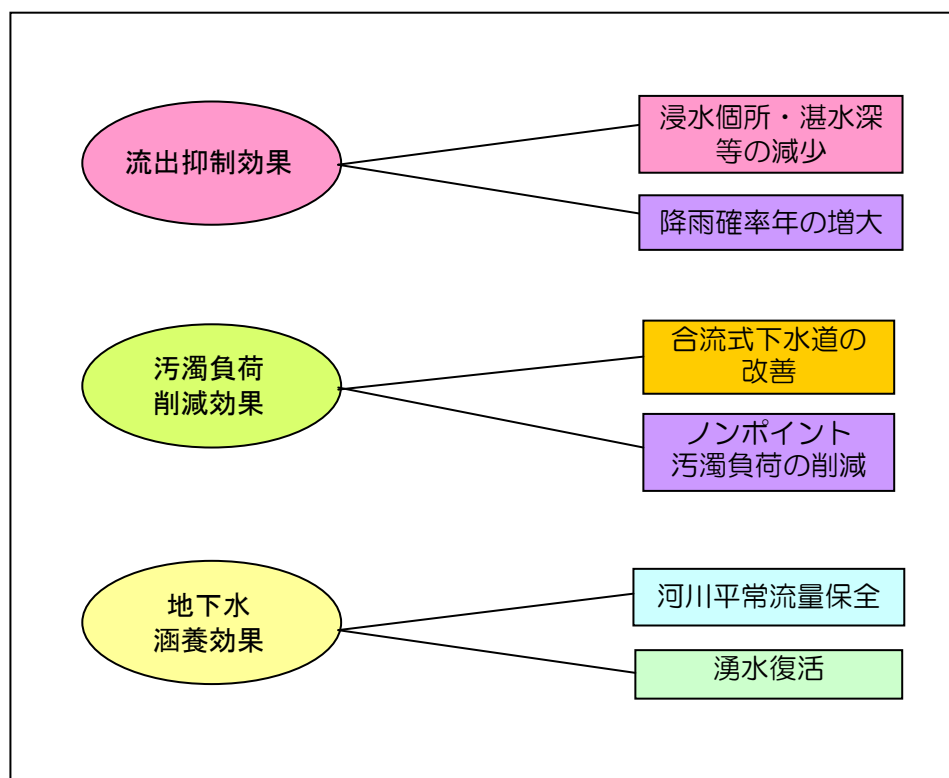 流出抑制効果
浸水個所・湛水深
等の減少
降雨確率年の増大
汚濁負荷
削減効果
合流式下水道の
改善
ノンポイント
汚濁負荷の削減
地下水
涵養効果
河川平常流量保全
湧水復活